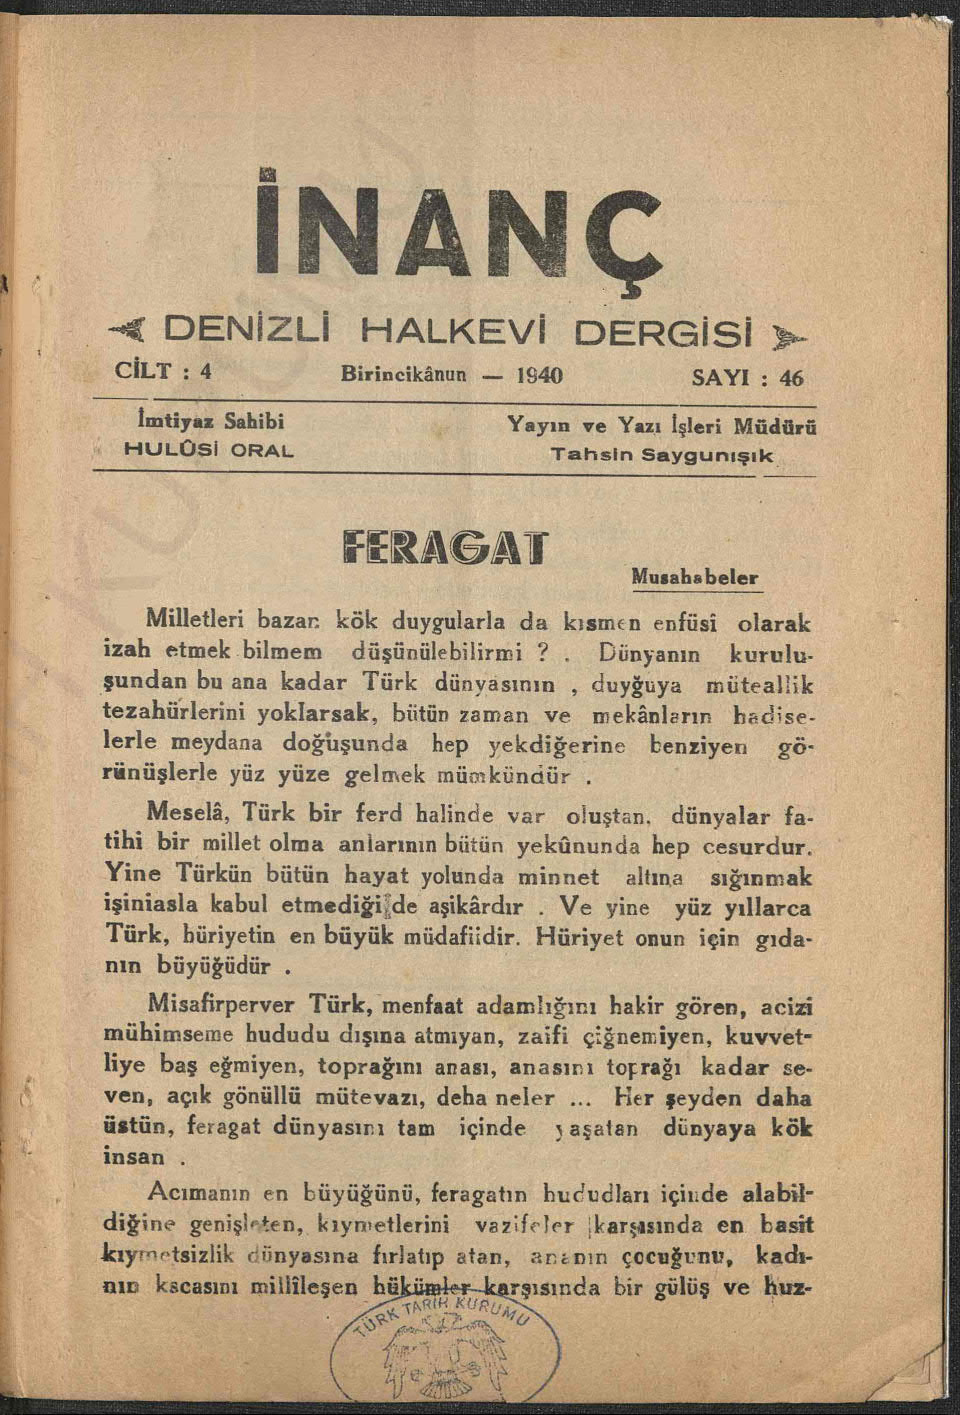 İNANÇ
DENİZLİ HALKEVİ DERGİSİ
CİLT : 4 Birincikânun — 1940 SAYI : 46
İmtiyaz Sahibi Yayın ve Yazı İşleri Müdürü
HULÛSİ ORAL Tahsin Saygunışık
FERAGAT
Musahabeler
Milletleri bazan kök duygularla da kısmen enfüsî olarak
izah etmek bilmem düşünülebilirmi ? . Dünyanın kurulu-
şundan bu ana kadar Türk dünyasının , duyğuya müteallik
tezahürlerini yoklarsak, bütün zaman ve mekânların hadise-
lerle meydana doğuşunda hep yekdiğerine benziyen gö-
rünüşlerle yüz yüze gelmek mümkündür .
Meselâ, Türk bir ferd halinde var oluştan, dünyalar fa-
tihi bir millet olma anlarının bütün yekûnunda hep cesurdur.
Yine Türkün bütün hayat yolunda minnet altına sığınmak
işiniasla kabul etmediği de aşikârdır . Ve yine yüz yıllarca
Türk, hüriyetin en büyük müdafiidir. Hüriyet onun için gıda-
nın büyüğüdür .
Misafirperver Türk, menfaat adamlığını hakir gören, acizi
mühimseme hududu dışına atmıyan, zaifi çiğnemiyen, kuvvet-
liye baş eğmiyen, toprağını anası, anasını toprağı kadar se-
ven, açık gönüllü mütevazı, deha neler ... Her şeyden daha
üstün, feragat dünyasını tam içinde yaşatan dünyaya kök
insan .
Acımanın en büyüğünü, feragatın hududları içinde alabil-
diğine genişleten, kıymetlerini vazifeler karşısında en basit
kıymetsizlik dünyasına fırlatıp atan, ananın çocuğunu, kadı-
nın kocasını millîleşen hükümler karşısında bir gülüş ve huz-
TÜRK TARİH KURUMU